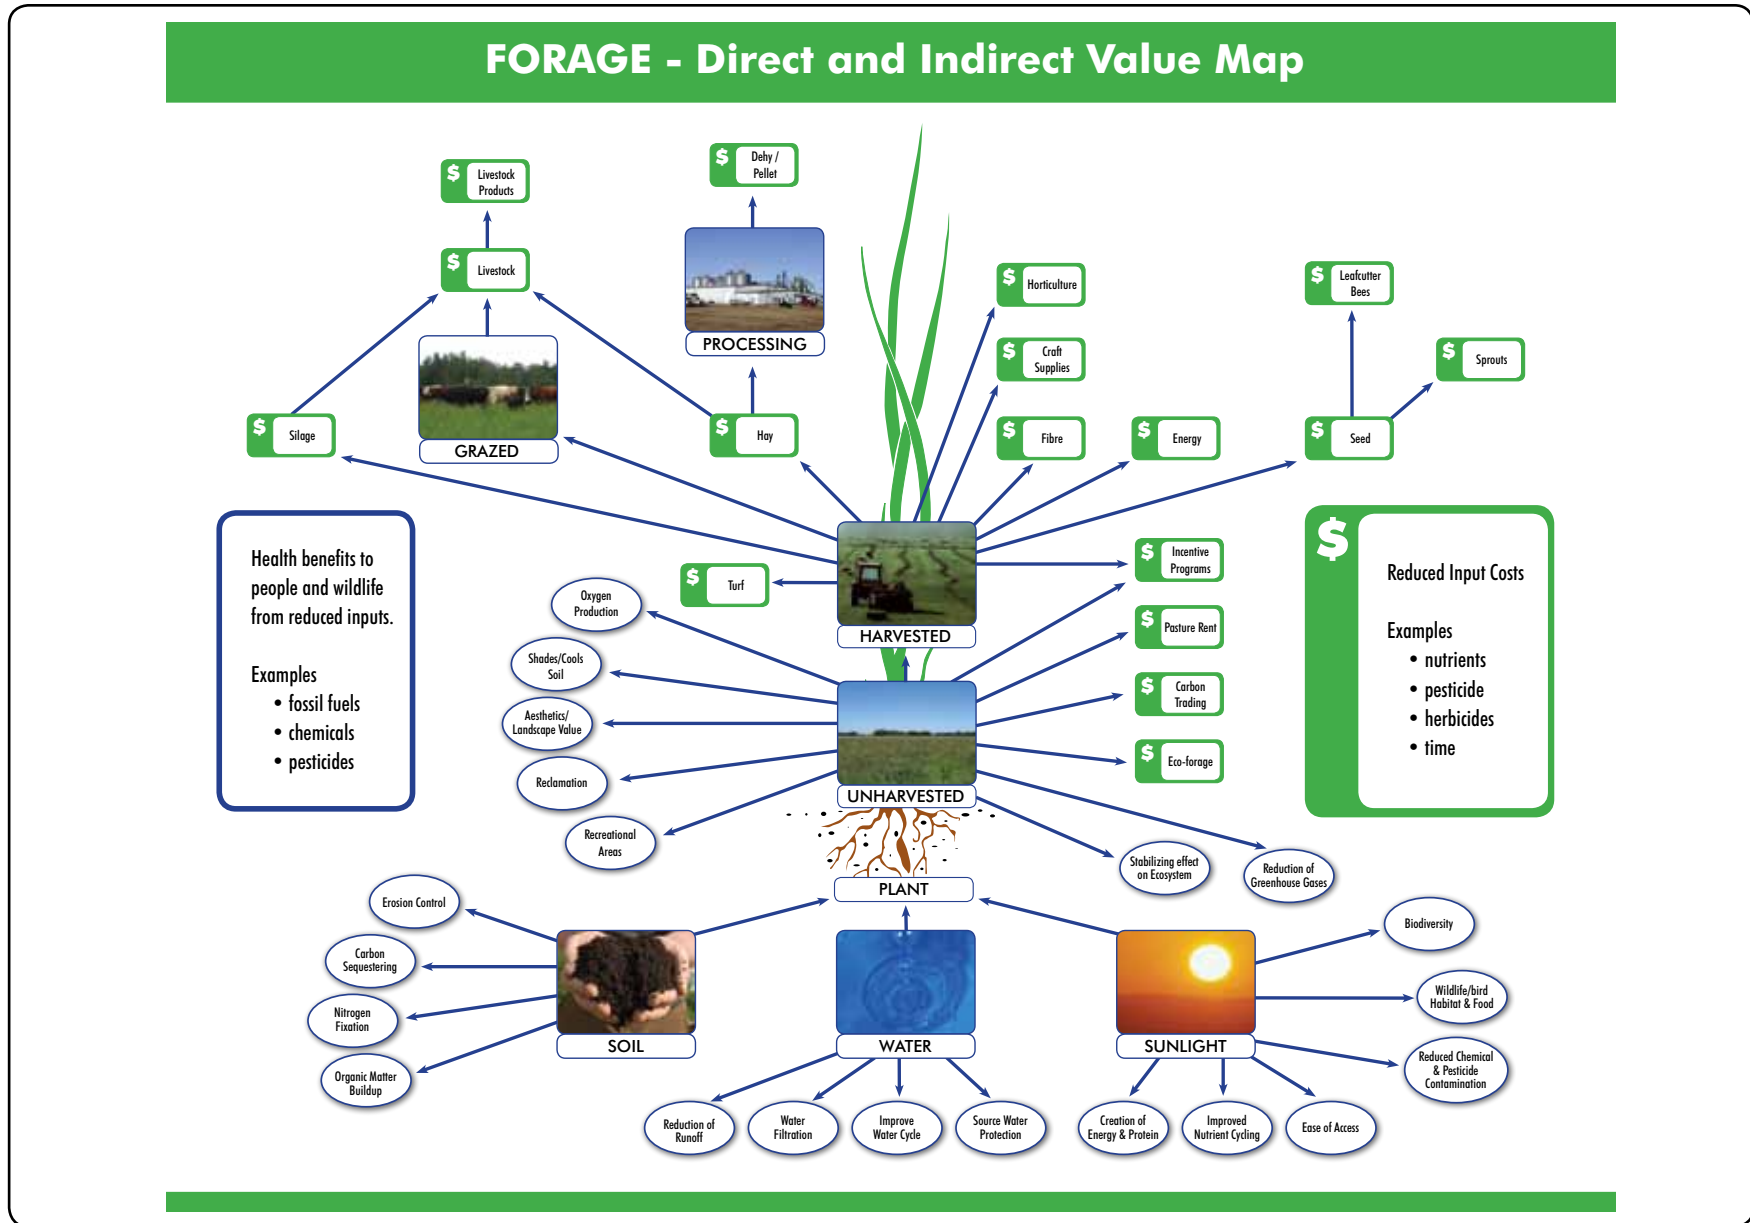 FORAGE - Direct and Indirect Value Map
$ Livestock
Products
$ Dehy /
Pellet
$ Livestock
PROCESSING
$ Horticulture
$ Leafcutter
Bees
$ Craft
Supplies
$ Sprouts
$ Silage
GRAZED
$ Hay
$ Fibre
$ Energy
$ Seed
Health benefits to
people and wildlife
from reduced inputs.
Examples
• fossil fuels
• chemicals
• pesticides
$ Turf
HARVESTED
$ Incentive
Programs
$ Pasture Rent
$ Carbon
Trading
$ Eco-forage
$
Reduced Input Costs
Examples
• nutrients
• pesticide
• herbicides
• time
Oxygen
Production
Shades/Cools
Soil
Aesthetics/
Landscape Value
Reclamation
Recreational
Areas
UNHARVESTED
Stabilizing effect
on Ecosystem
Reduction of
Greenhouse Gases
PLANT
Erosion Control
Carbon
Sequestering
Nitrogen
Fixation
Organic Matter
Buildup
SOIL
WATER
SUNLIGHT
Biodiversity
Wildlife/bird
Habitat & Food
Reduced Chemical
& Pesticide
Contamination
Reduction of
Runoff
Water
Filtration
Improve
Water Cycle
Source Water
Protection
Creation of
Energy & Protein
Improved
Nutrient Cycling
Ease of Access